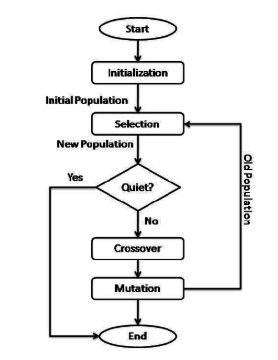 Start
Initialization
Initial Population
Selection
New Population
Yes
Quiet?
No
Crossover
Mutation
Old Population
End